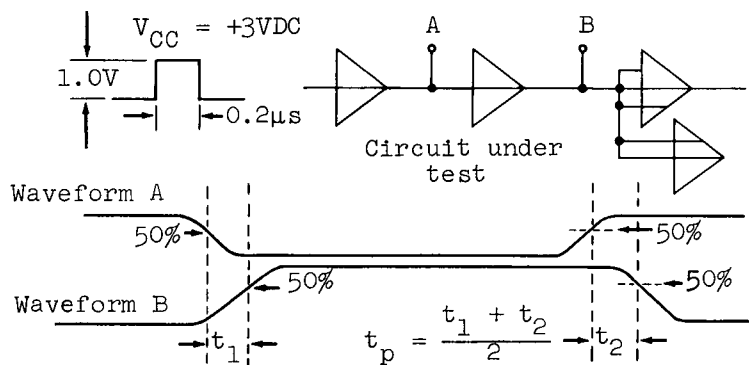 V_CC = +3VDC
1.0V
0.2μs
A
B
Circuit under
test
Waveform A
50%
50%
50%
50%
Waveform B
t_1
t_p = (t_1 + t_2)/2
t_2